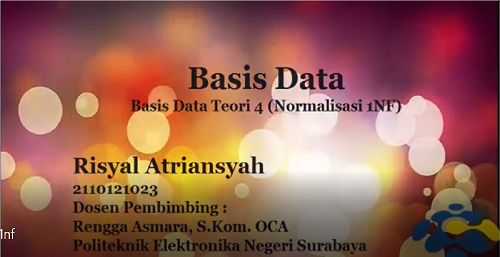 Basis Data
Basis Data Teori 4 (Normalisasi 1NF)
Risyal Atriansyah
2110121023
Dosen Pembimbing :
Rengga Asmara, S.Kom. OCA
1nf
Politeknik Elektronika Negeri Surabaya